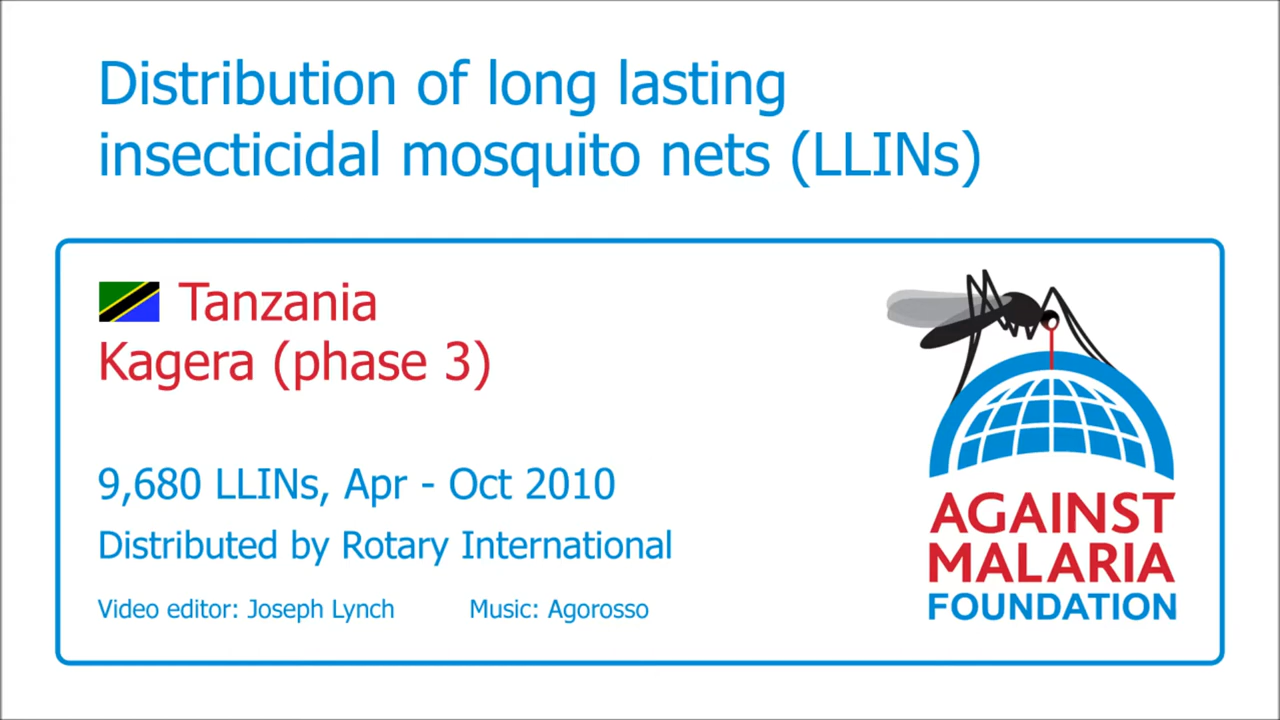 Distribution of long lasting
insecticidal mosquito nets (LLINs)
Tanzania
Kagera (phase 3)
9,680 LLINs, Apr - Oct 2010
Distributed by Rotary International
Video editor: Joseph Lynch Music: Agorosso
AGAINST
MALARIA
FOUNDATION